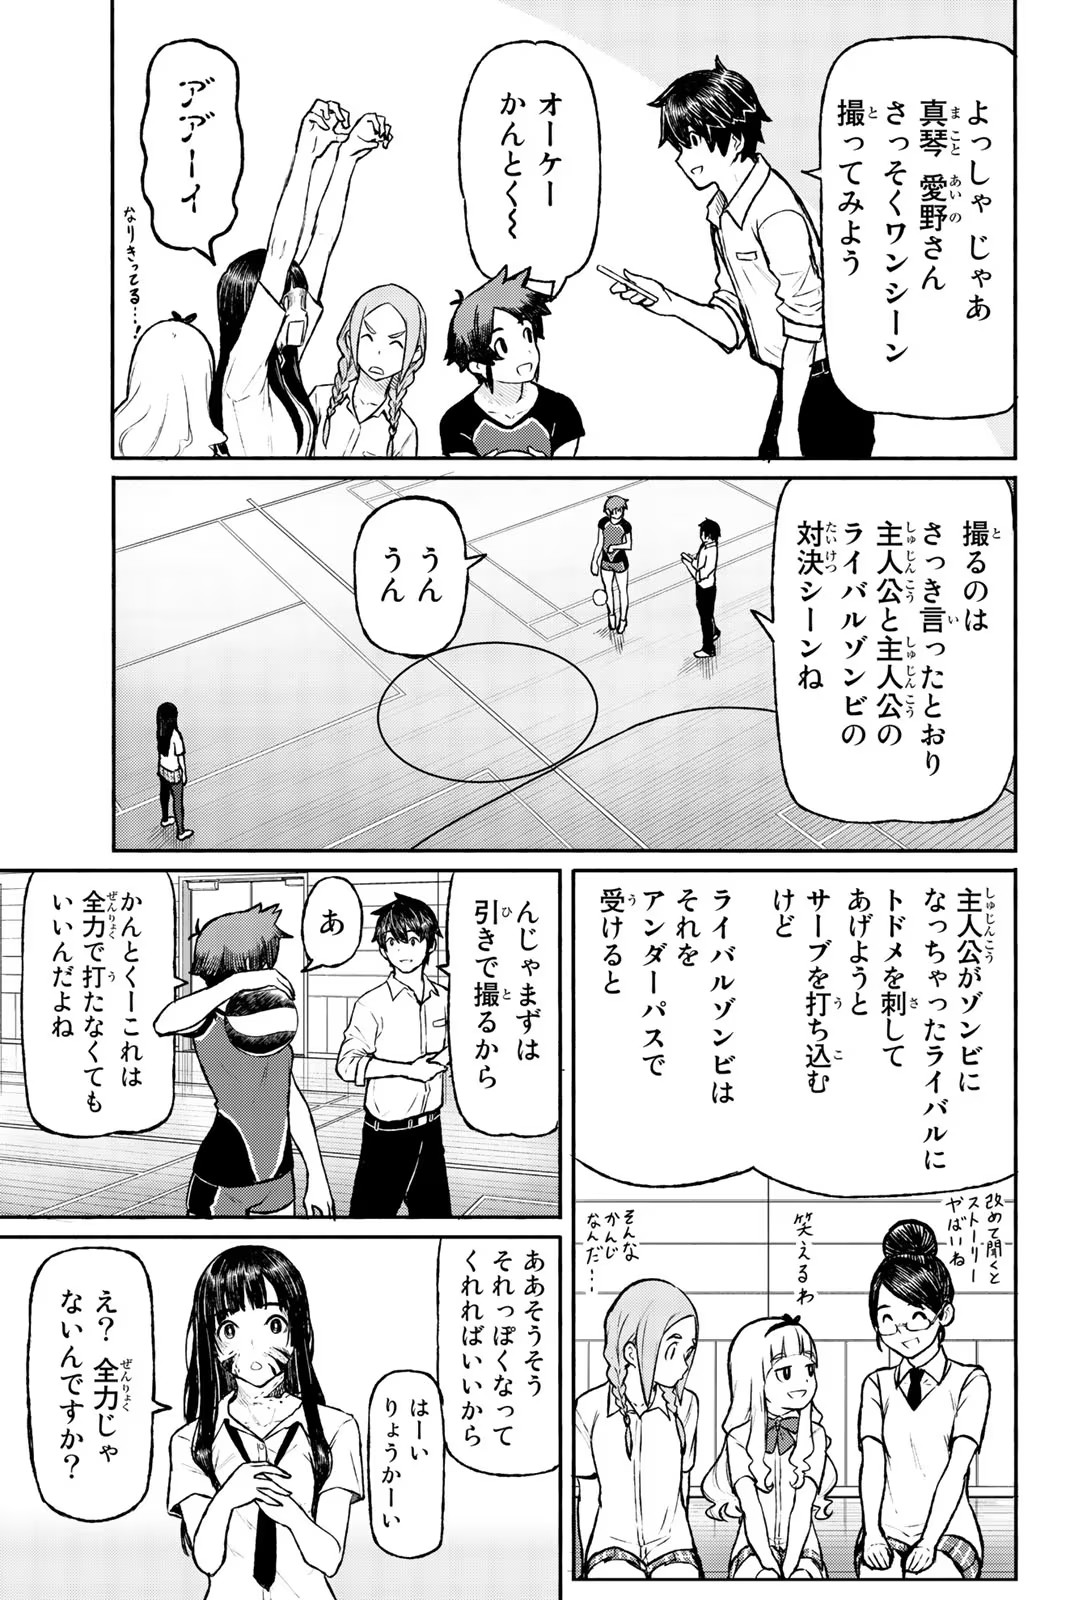 よっしゃ じゃあ
真琴 愛野さん
さっそくワンシーン
撮ってみよう
オーケー
かんとく〜
アアーィ
なりきってる…!
撮るのは
さっき言ったとおり
主人公と主人公の
ライバルゾンビの
対決シーンね
うん
うん
主人公がゾンビに
なっちゃったライバルに
トドメを刺して
あげようと
サーブを打ち込む
けど
ライバルゾンビは
それを
アンダーパスで
受けると
改めて聞くと
ストーリー
ヤばいね
笑えるわ
そんな
かんじ
なんだ…
んじゃまずは
引きで撮るから
あ
かんとくーこれは
全力で打たなくても
いいんだよね
ああそうそう
それっぽくなって
くれればいいから
はーい
りょうかーい
え? 全力じゃ
ないんですか?